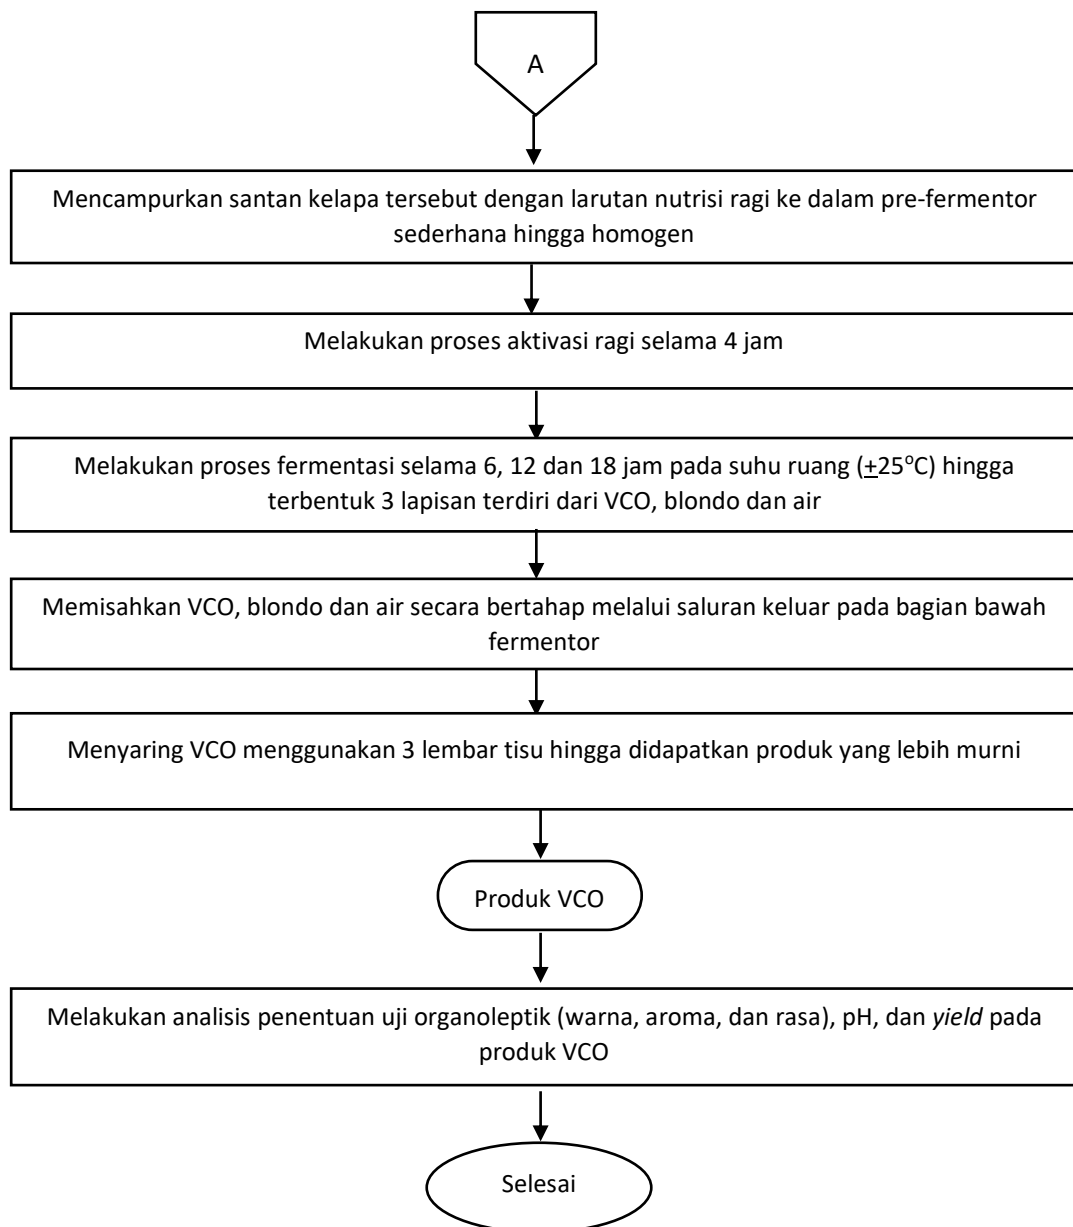 A
Mencampurkan santan kelapa tersebut dengan larutan nutrisi ragi ke dalam pre-fermentor
sederhana hingga homogen
Melakukan proses aktivasi ragi selama 4 jam
Melakukan proses fermentasi selama 6, 12 dan 18 jam pada suhu ruang (±25°C) hingga
terbentuk 3 lapisan terdiri dari VCO, blondo dan air
Memisahkan VCO, blondo dan air secara bertahap melalui saluran keluar pada bagian bawah
fermentor
Menyaring VCO menggunakan 3 lembar tisu hingga didapatkan produk yang lebih murni
Produk VCO
Melakukan analisis penentuan uji organoleptik (warna, aroma, dan rasa), pH, dan yield pada
produk VCO
Selesai